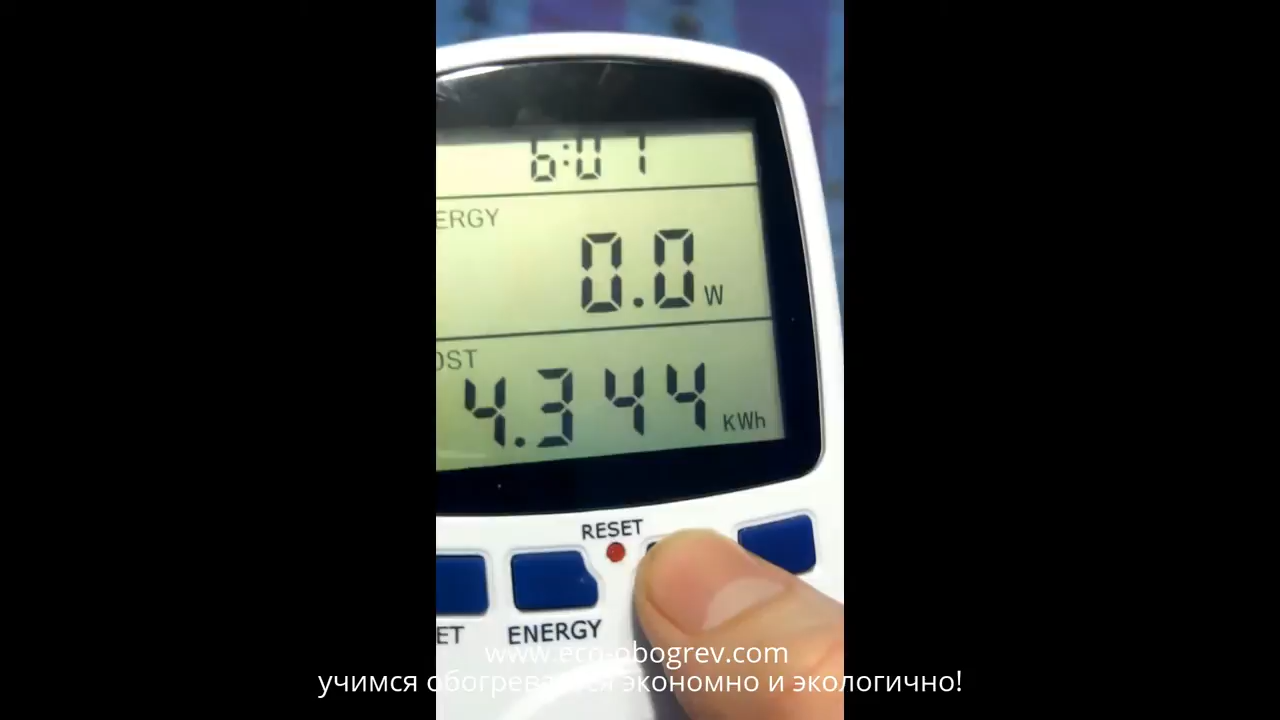 6:07
ERGY
0.0 W
OST
4.344 KWh
RESET
ET
ENERGY
www.eco-obogrev.com
учимся обогреваться экономно и экологично!